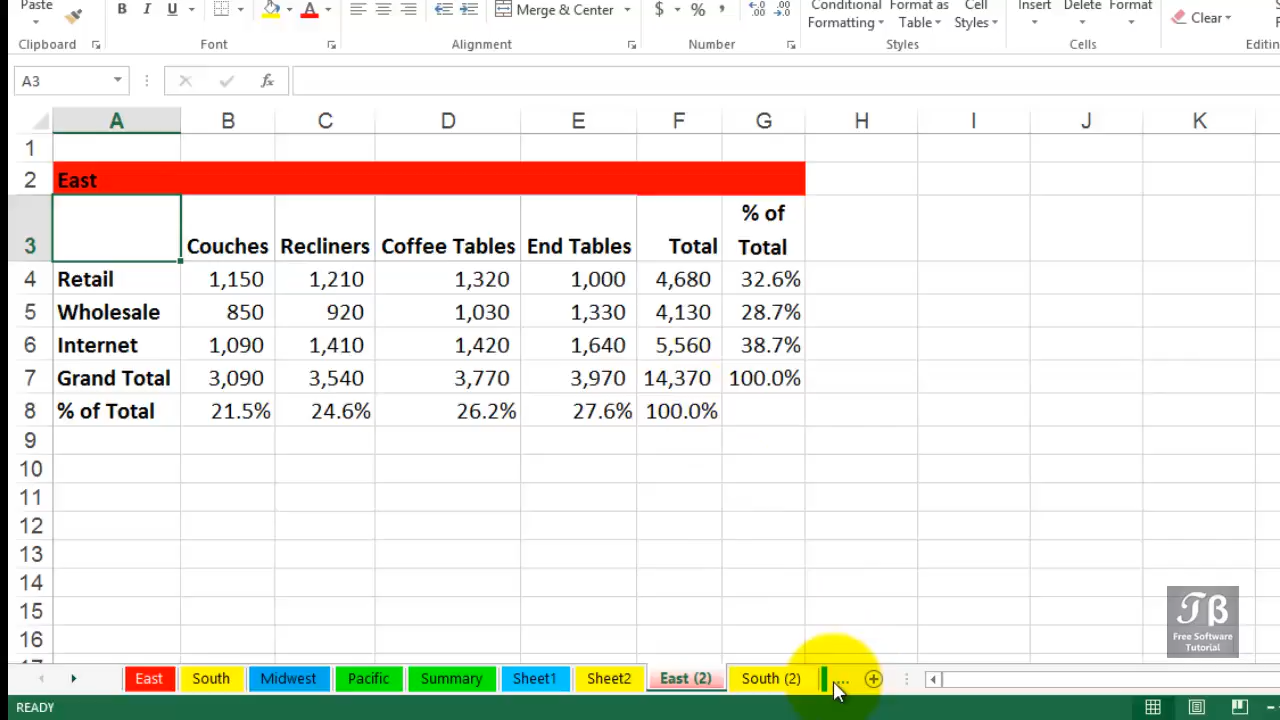 Paste B I U Merge & Center $ % , Conditional Formatting Format as Table Cell Styles Insert Delete Format Clear
Clipboard Font Alignment Number Styles Cells
A3 fx
A B C D E F G H I J K
1
2 East
3 Couches Recliners Coffee Tables End Tables Total % of Total
4 Retail 1,150 1,210 1,320 1,000 4,680 32.6%
5 Wholesale 850 920 1,030 1,330 4,130 28.7%
6 Internet 1,090 1,410 1,420 1,640 5,560 38.7%
7 Grand Total 3,090 3,540 3,770 3,970 14,370 100.0%
8 % of Total 21.5% 24.6% 26.2% 27.6% 100.0%
9
10
11
12
13
14
15
16
TB
Free Software
Tutorial
East South Midwest Pacific Summary Sheet1 Sheet2 East (2) South (2) ...
READY